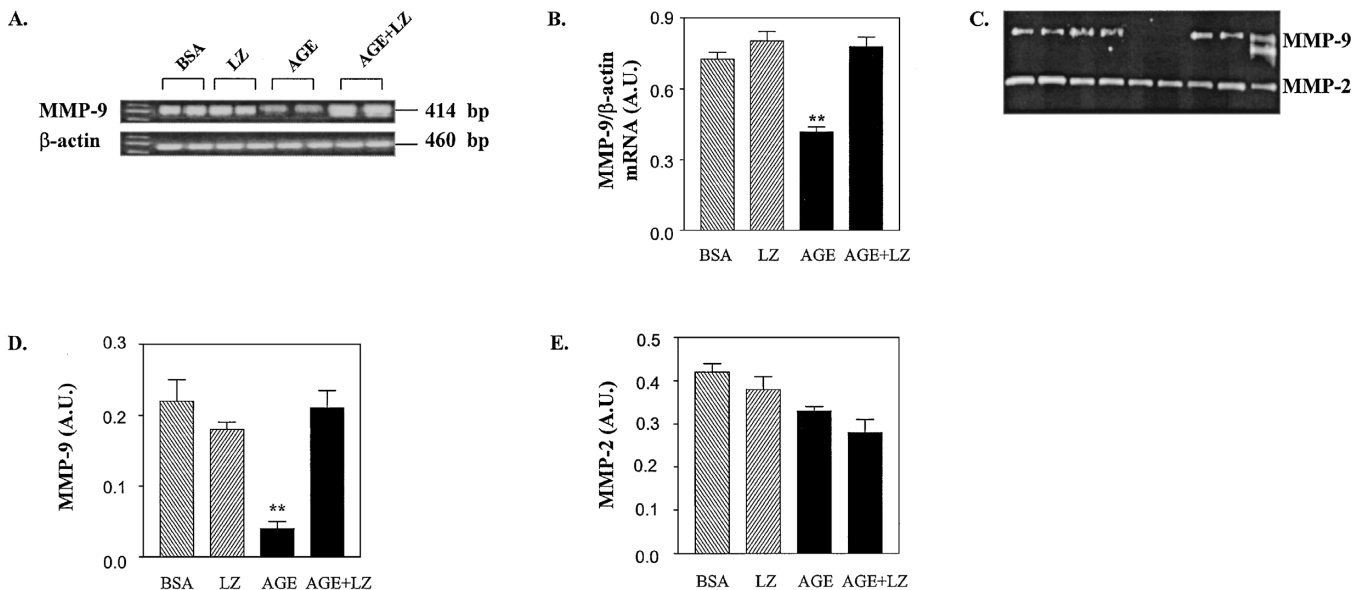 A.
BSA LZ AGE AGE+LZ
MMP-9
414 bp
β-actin
460 bp
B.
MMP-9/β-actin
mRNA (A.U.)
0.9
0.6
0.3
0.0
**
BSA LZ AGE AGE+LZ
C.
MMP-9
MMP-2
D.
MMP-9 (A.U.)
0.3
0.2
0.1
0.0
**
BSA LZ AGE AGE+LZ
E.
MMP-2 (A.U.)
0.5
0.4
0.3
0.2
0.1
0.0
BSA LZ AGE AGE+LZ